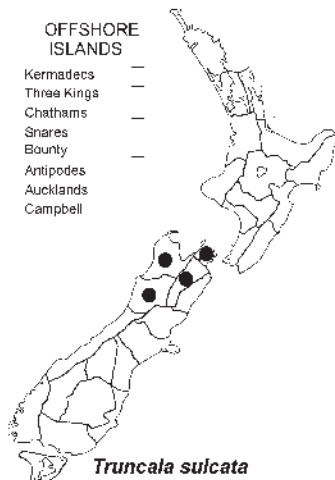 OFFSHORE
ISLANDS
Kermadecs
Three Kings
Chathams
Snares
Bounty
Antipodes
Aucklands
Campbell
Truncala sulcata